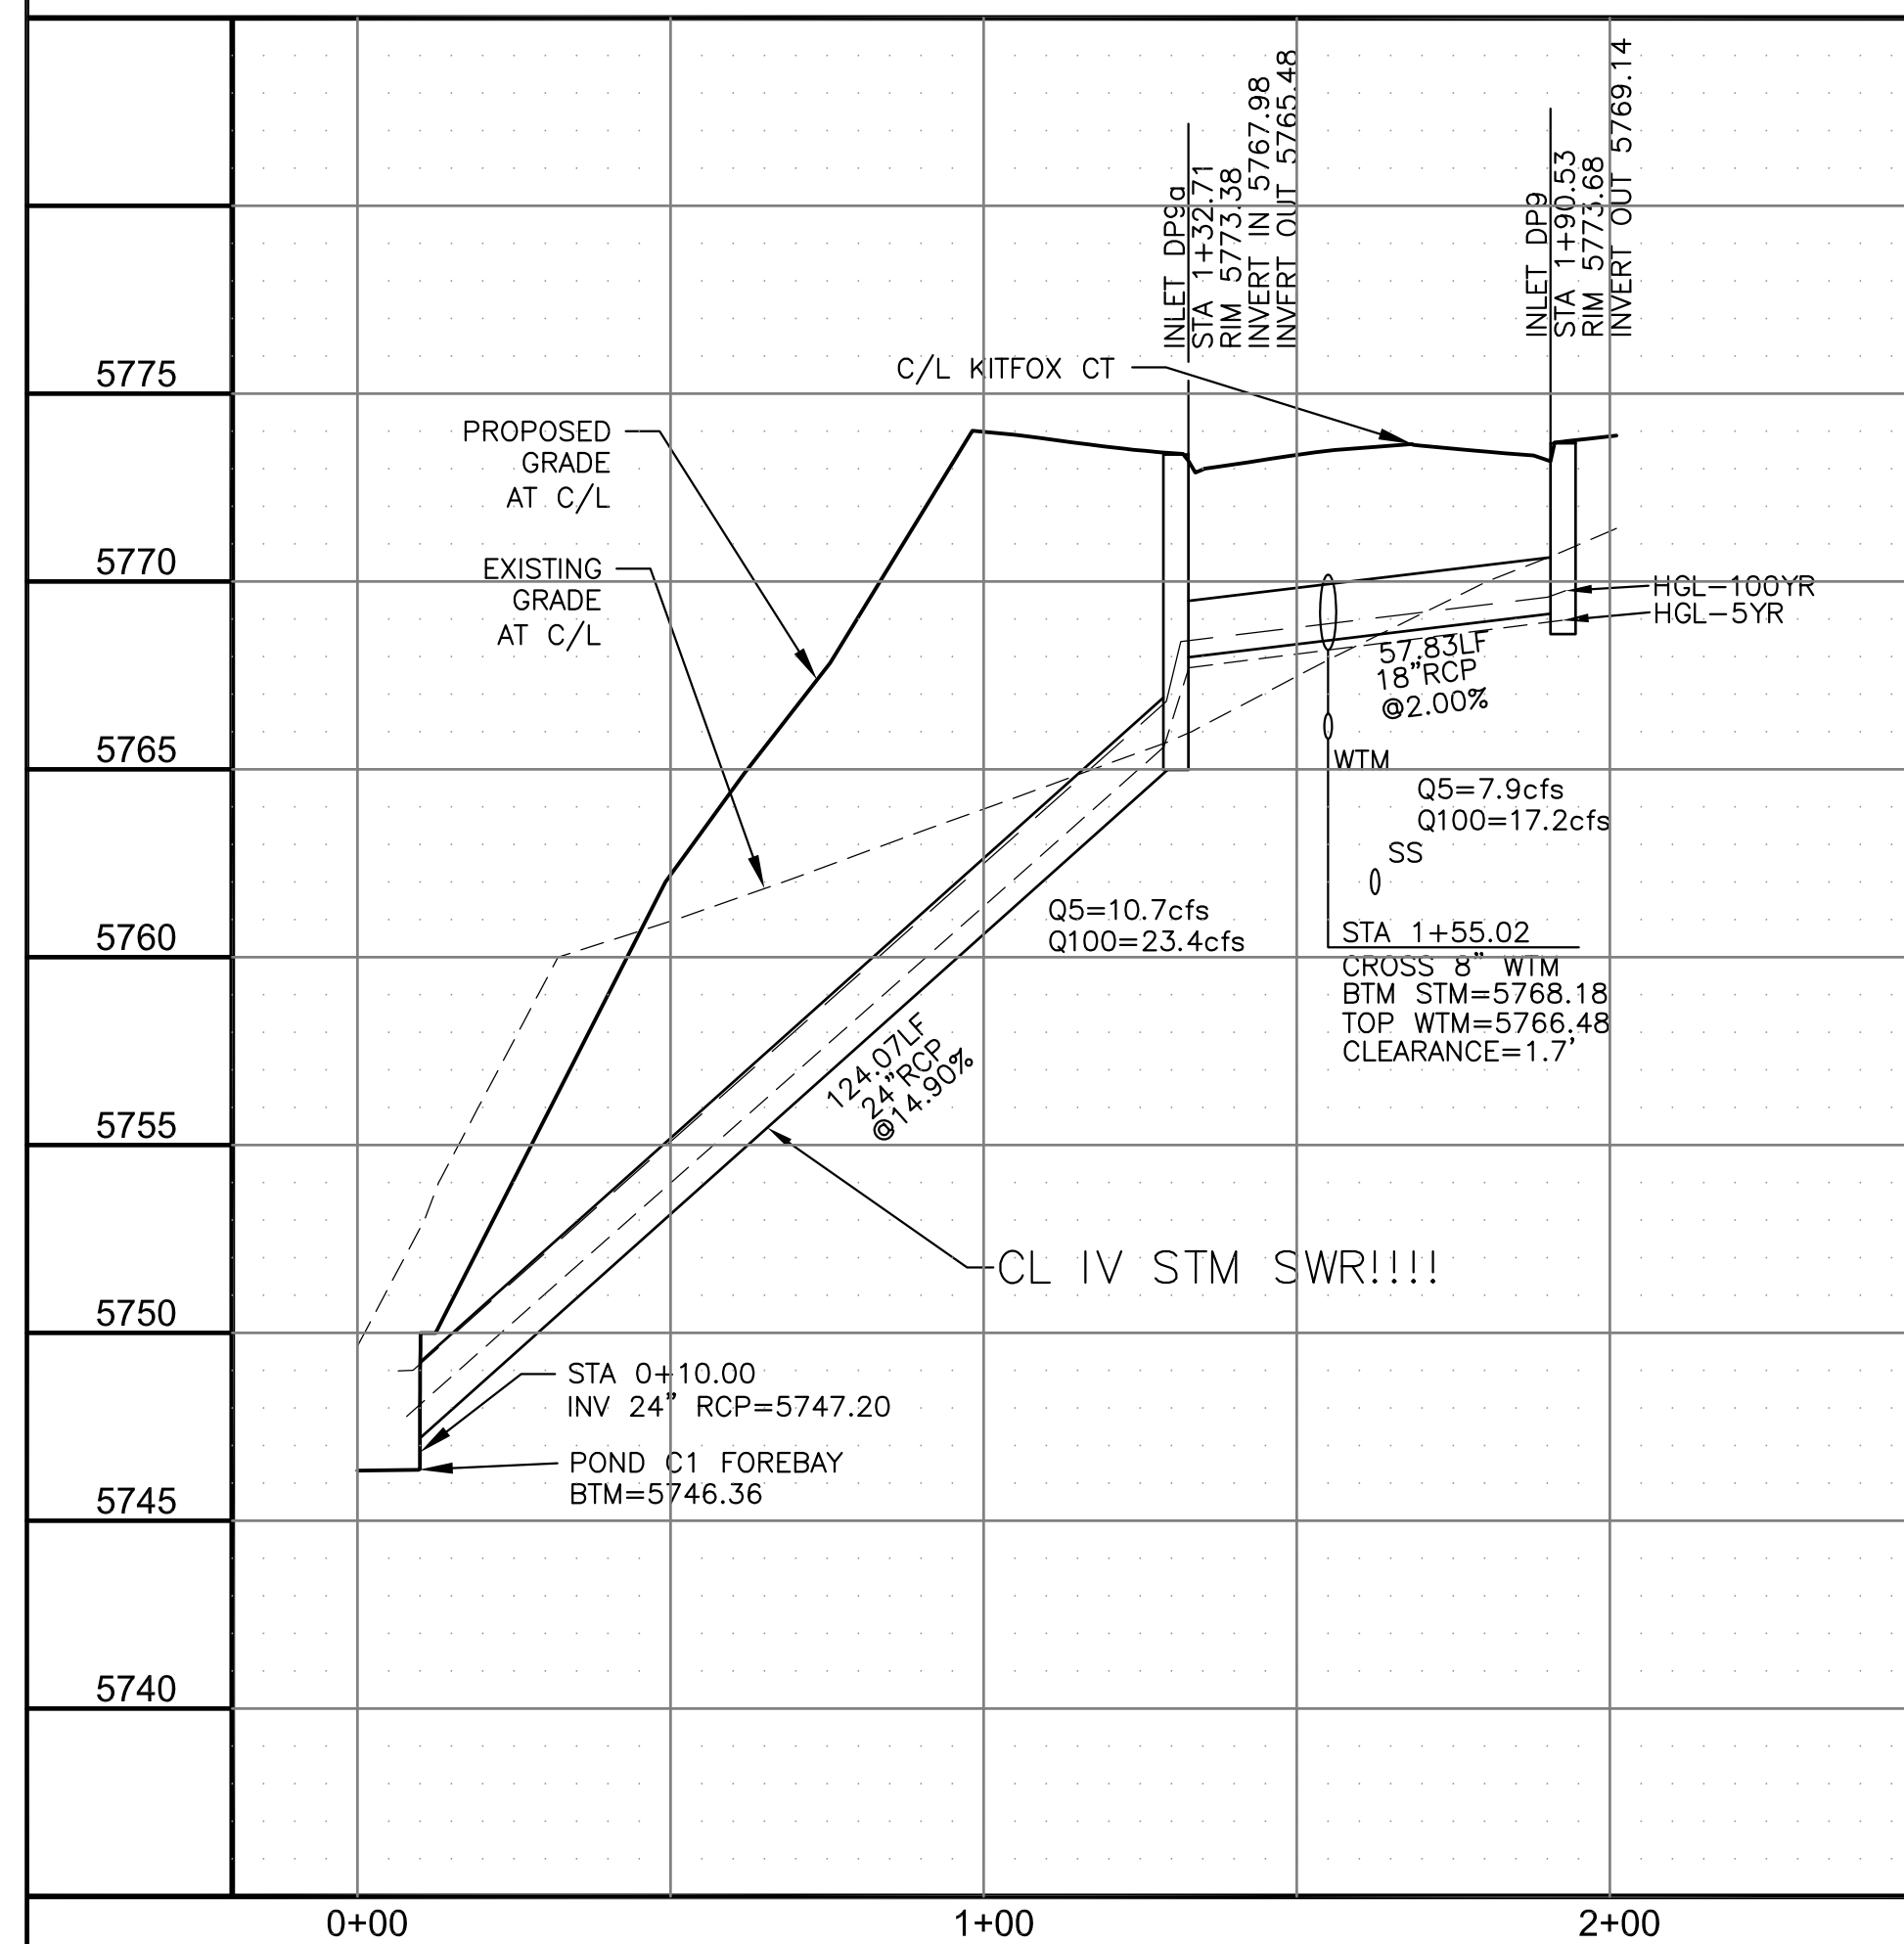 INLET DP9a
STA 1+32.71
RIM 5773.38
INVERT IN 5767.98
INVERT OUT 5765.48
INLET DP9
STA 1+90.53
RIM 5773.68
INVERT OUT 5769.14
C/L KITFOX CT
5775
PROPOSED
GRADE
AT C/L
5770
EXISTING
GRADE
AT C/L
HGL-100YR
HGL-5YR
57.83LF
18"RCP
@2.00%
5765
WTM
Q5=7.9cfs
Q100=17.2cfs
SS
5760
Q5=10.7cfs
Q100=23.4cfs
STA 1+55.02
CROSS 8" WTM
BTM STM=5768.18
TOP WTM=5766.48
CLEARANCE=1.7'
124.07LF
24"RCP
@14.90%
5755
CL IV STM SWR!!!!
5750
STA 0+10.00
INV 24" RCP=5747.20
POND C1 FOREBAY
BTM=5746.36
5745
5740
0+00
1+00
2+00